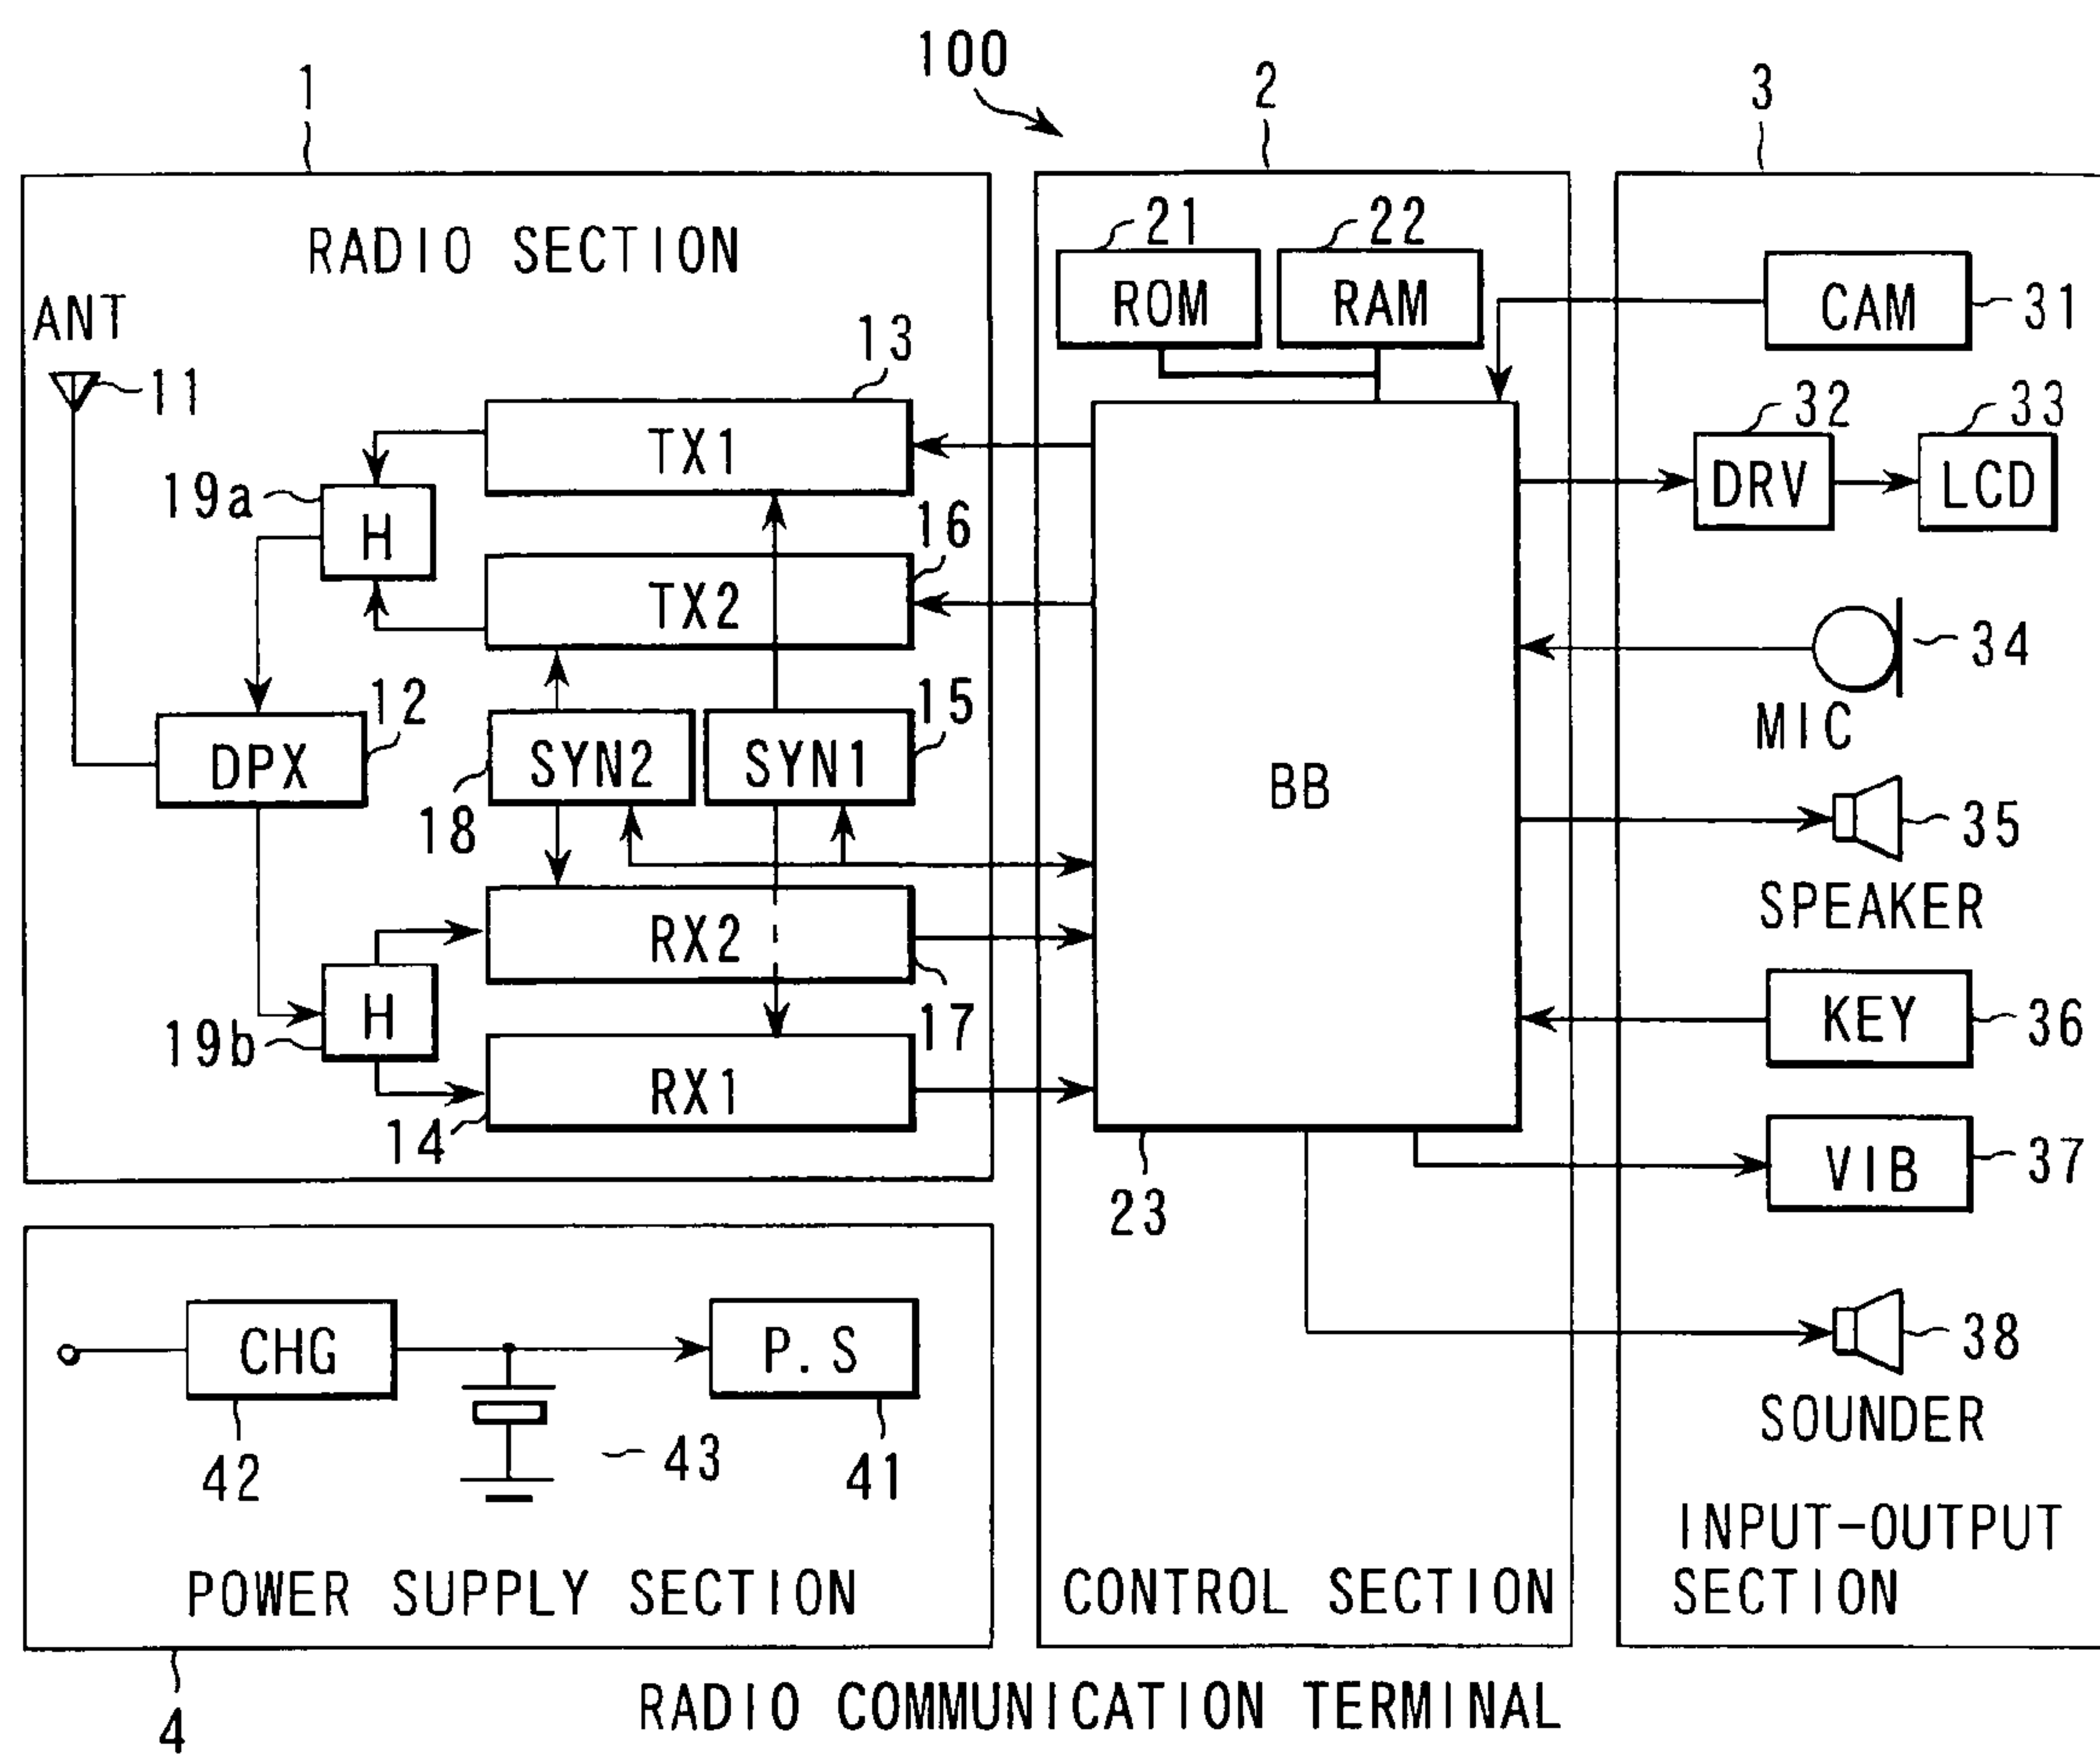 100
1
2
3
RADIO SECTION
ANT
11
13
TX1
19a
H
16
TX2
12
DPX
15
SYN2
SYN1
18
RX2
17
H
19b
RX1
14
21
22
ROM
RAM
BB
23
CONTROL SECTION
CAM
31
32
33
DRV
LCD
34
MIC
35
SPEAKER
KEY
36
VIB
37
38
SOUNDER
INPUT-OUTPUT
SECTION
CHG
P.S
42
43
41
POWER SUPPLY SECTION
4
RADIO COMMUNICATION TERMINAL